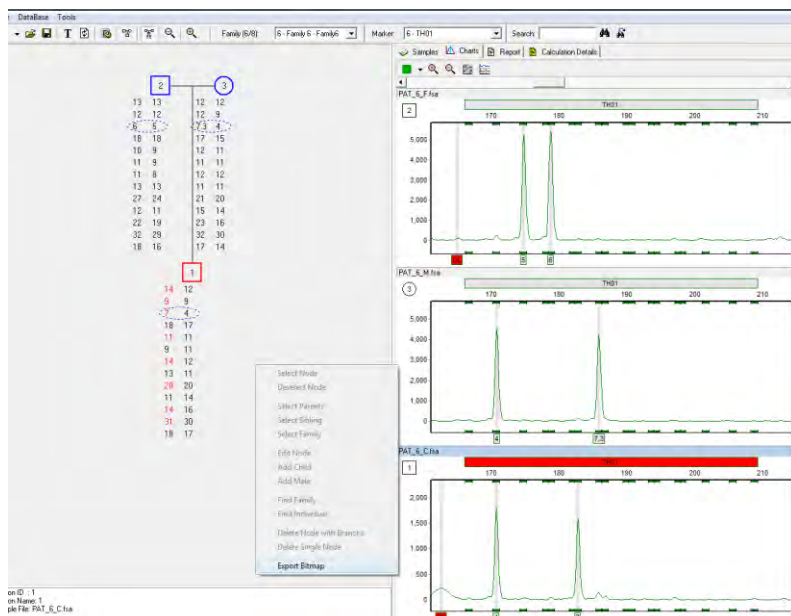 DataBase Tools
T Family (6/8) 6 - Family 6 - Family6 Marker 6 - TH01 Search:
Samples Charts Report Calculation Details
PAT_6_F.fsa
2
TH01
170 180 190 200 210
5,000
4,000
3,000
2,000
1,000
0
5 6
PAT_6_M.fsa
3
TH01
170 180 190 200 210
5,000
4,000
3,000
2,000
1,000
0
4 7.3
PAT_6_C.fsa
1
TH01
170 180 190 200 210
2,000
1,500
1,000
500
0
2 3
13 13 12 12
12 12 12 9
6 5 7.3 4
18 18 17 15
10 9 12 11
11 9 11 11
11 8 12 12
13 13 11 11
27 24 21 20
12 11 15 14
22 19 23 16
32 29 32 30
18 16 17 14
1
14 12
9 9
7 4
18 17
11 11
9 11
14 12
13 11
28 20
11 14
14 16
31 30
18 17
Select Node
Deselect Node
Select Parents
Select Sibling
Select Family
Edit Node
Add Child
Add Mate
Find Family
Find Individual
Delete Node with Branchs
Delete Single Node
Export Bitmap
on ID : 1
on Name: 1
ple File: PAT_6_C.fsa